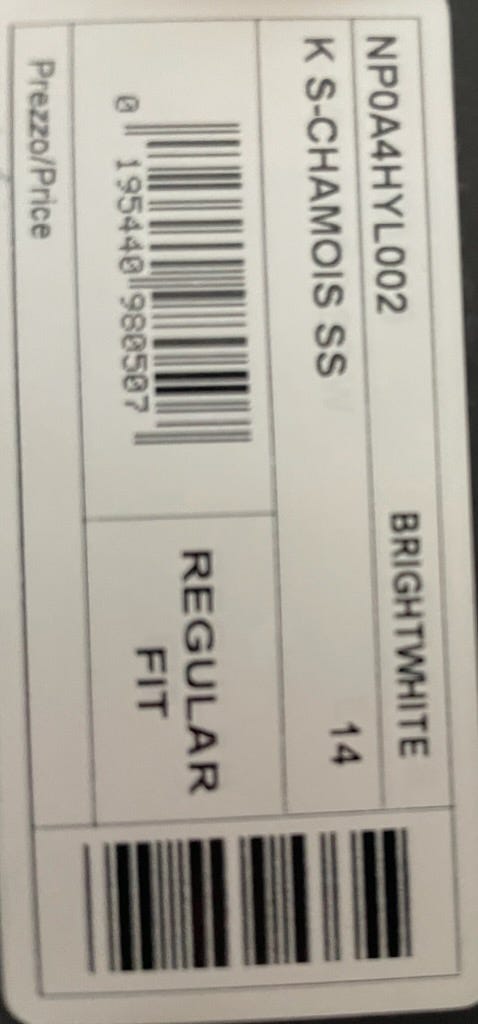 NP0A4HYL002 BRIGHTWHITE
K S-CHAMOIS SS 14
0 195440 980507
REGULAR
FIT
Prezzo/Price